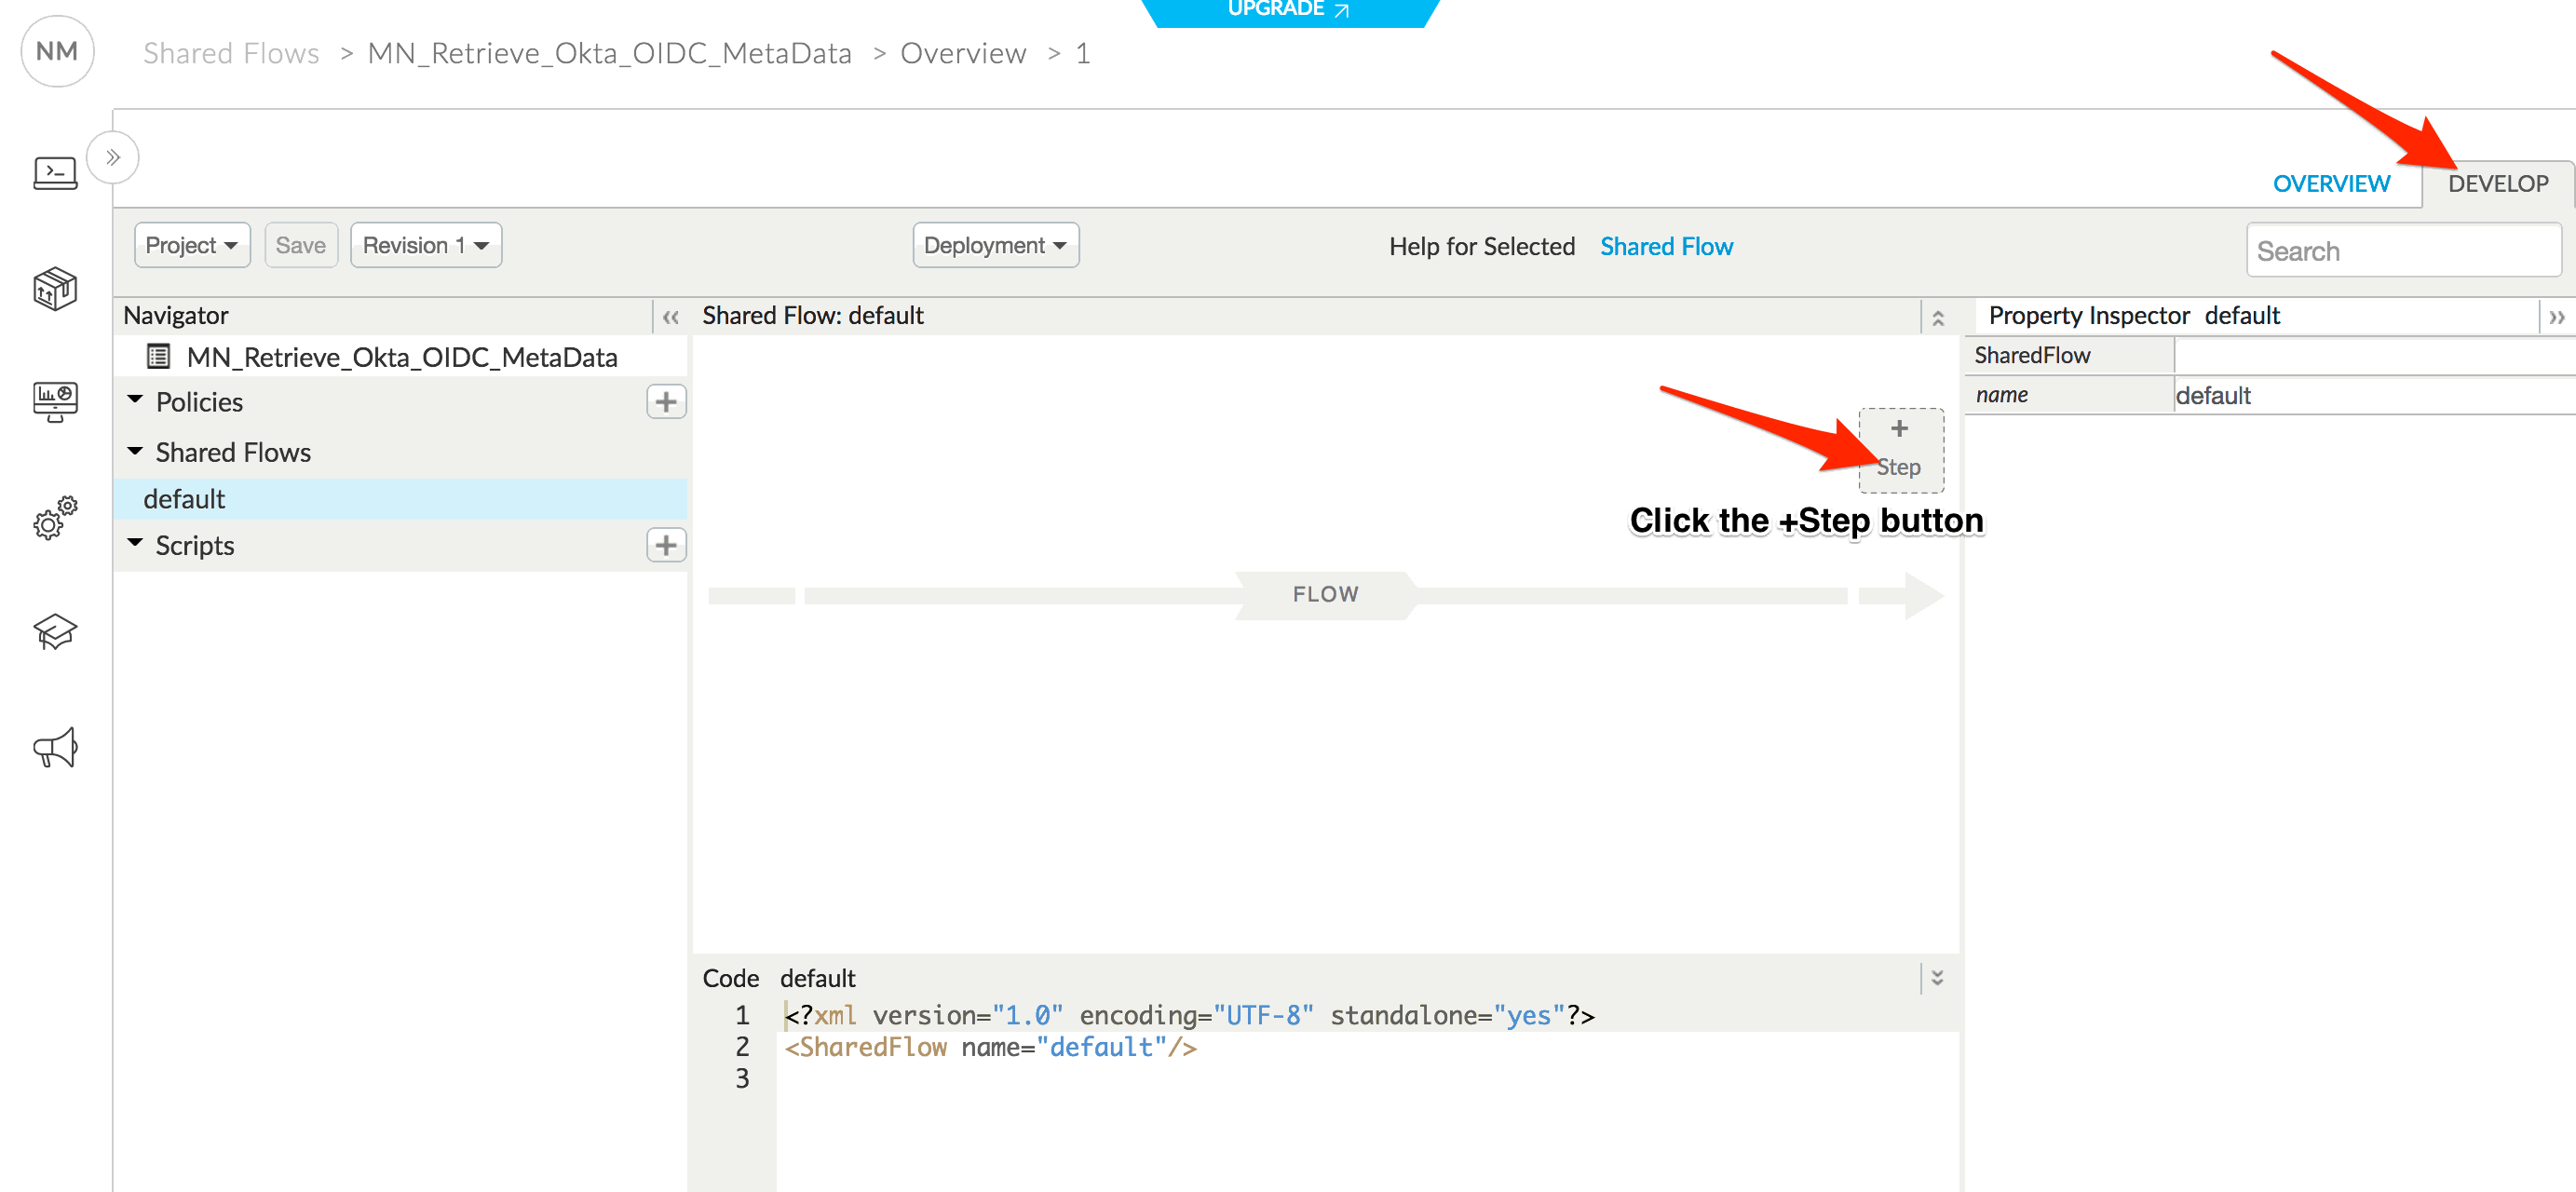 UPGRADE
NM
Shared Flows > MN_Retrieve_Okta_OIDC_MetaData > Overview > 1
OVERVIEW DEVELOP
Project Save Revision 1 Deployment Help for Selected Shared Flow Search
Navigator
MN_Retrieve_Okta_OIDC_MetaData
Policies
Shared Flows
default
Scripts
Shared Flow: default
+
Step
Click the +Step button
FLOW
Code default
1 <?xml version="1.0" encoding="UTF-8" standalone="yes"?>
2 <SharedFlow name="default"/>
3
Property Inspector default
SharedFlow
name default